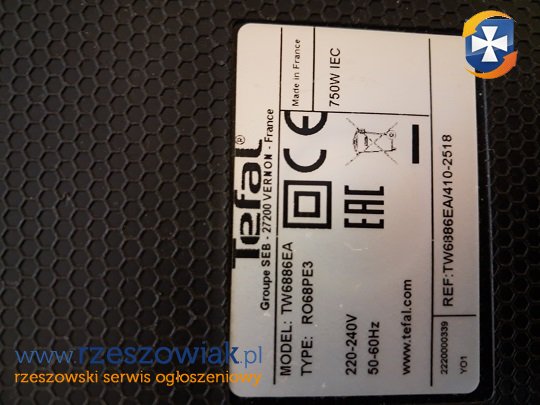 Tefal®
Groupe SEB - 27200 VERNON - France
Made in France
750W IEC
CE
EAC
MODEL: TW6886EA
TYPE: RO68PE3
220-240V
50-60Hz
www.tefal.com
REF:TW6886EA/410-2518
2220000339
YO1
www.rzeszowiak.pl
rzeszowski serwis ogłoszeniowy